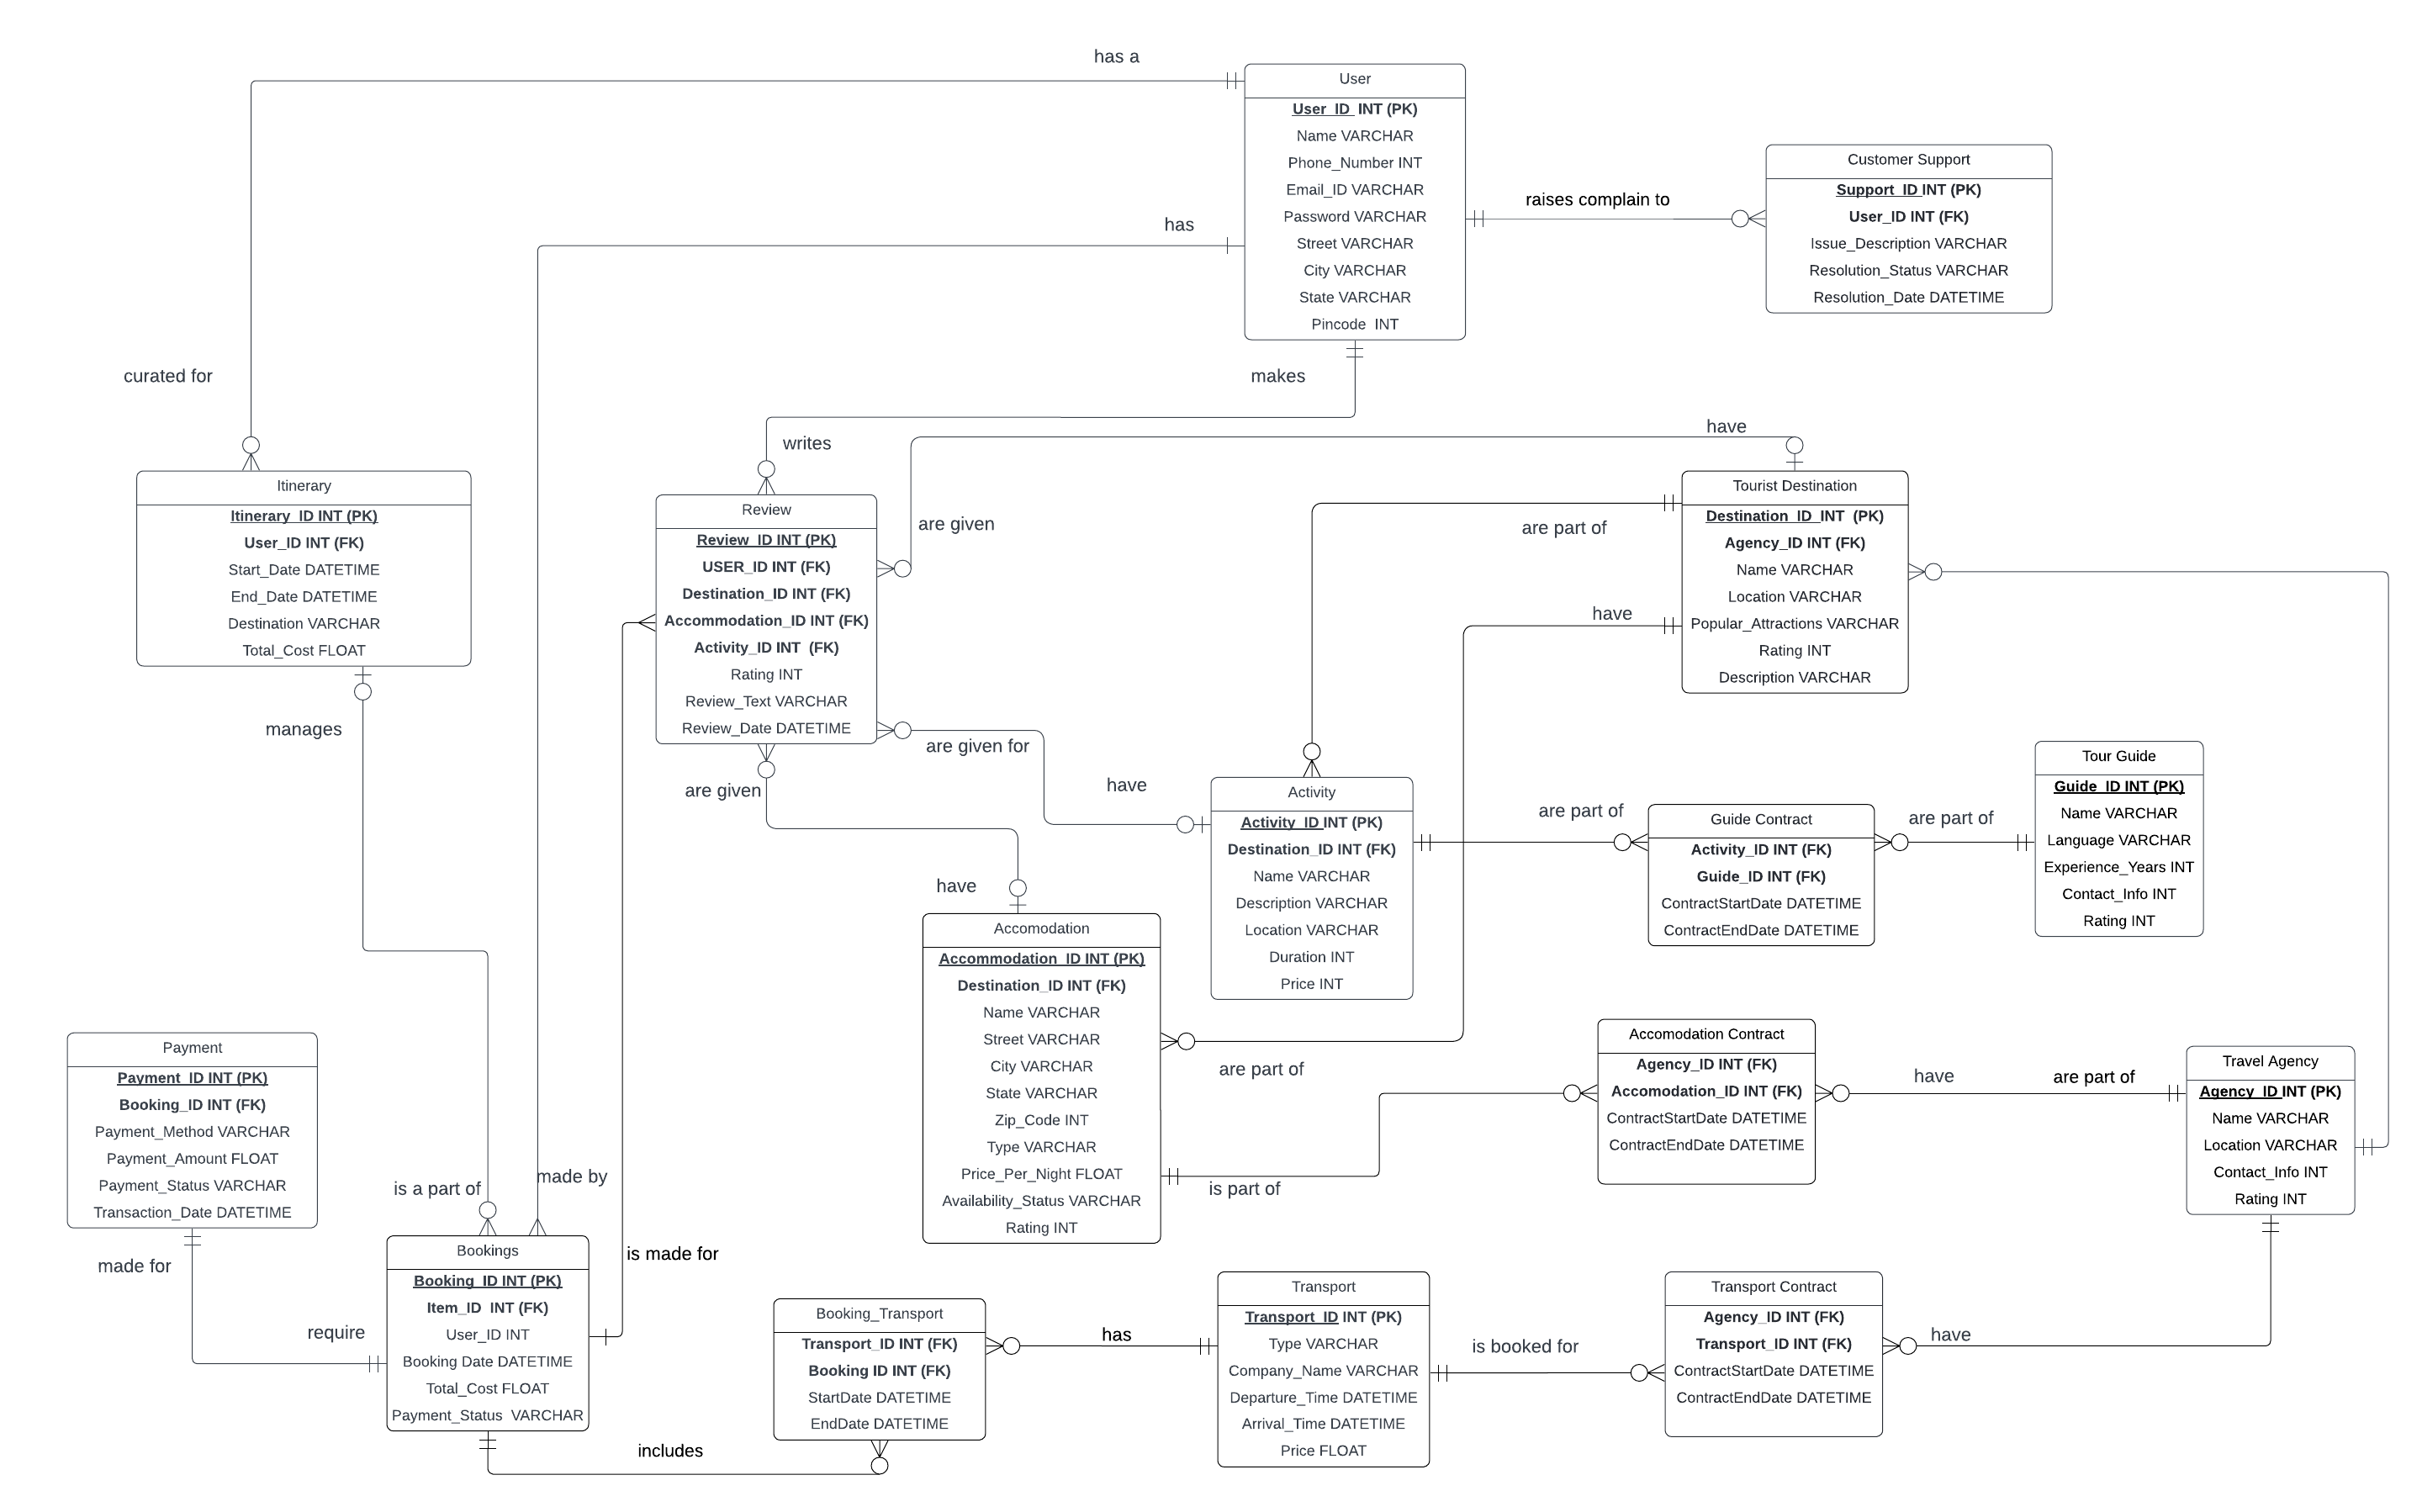 has a
User
User_ID INT (PK)
Name VARCHAR
Phone_Number INT
Email_ID VARCHAR
Password VARCHAR
Street VARCHAR
City VARCHAR
State VARCHAR
Pincode INT
Customer Support
Support_ID INT (PK)
User_ID INT (FK)
Issue_Description VARCHAR
Resolution_Status VARCHAR
Resolution_Date DATETIME
raises complain to
has
curated for
makes
writes
have
are given
Itinerary
Itinerary_ID INT (PK)
User_ID INT (FK)
Start_Date DATETIME
End_Date DATETIME
Destination VARCHAR
Total_Cost FLOAT
Review
Review_ID INT (PK)
USER_ID INT (FK)
Destination_ID INT (FK)
Accommodation_ID INT (FK)
Activity_ID INT (FK)
Rating INT
Review_Text VARCHAR
Review_Date DATETIME
Tourist Destination
Destination_ID INT (PK)
Agency_ID INT (FK)
Name VARCHAR
Location VARCHAR
Popular_Attractions VARCHAR
Rating INT
Description VARCHAR
are part of
have
manages
are given for
are given
have
have
Activity
Activity_ID INT (PK)
Destination_ID INT (FK)
Name VARCHAR
Description VARCHAR
Location VARCHAR
Duration INT
Price INT
are part of
Guide Contract
Activity_ID INT (FK)
Guide_ID INT (FK)
ContractStartDate DATETIME
ContractEndDate DATETIME
are part of
Tour Guide
Guide_ID INT (PK)
Name VARCHAR
Language VARCHAR
Experience_Years INT
Contact_Info INT
Rating INT
Accomodation
Accommodation_ID INT (PK)
Destination_ID INT (FK)
Name VARCHAR
Street VARCHAR
City VARCHAR
State VARCHAR
Zip_Code INT
Type VARCHAR
Price_Per_Night FLOAT
Availability_Status VARCHAR
Rating INT
are part of
is part of
Accomodation Contract
Agency_ID INT (FK)
Accomodation_ID INT (FK)
ContractStartDate DATETIME
ContractEndDate DATETIME
have
are part of
Travel Agency
Agency_ID INT (PK)
Name VARCHAR
Location VARCHAR
Contact_Info INT
Rating INT
Payment
Payment_ID INT (PK)
Booking_ID INT (FK)
Payment_Method VARCHAR
Payment_Amount FLOAT
Payment_Status VARCHAR
Transaction_Date DATETIME
is a part of
made by
is made for
made for
require
Bookings
Booking_ID INT (PK)
Item_ID INT (FK)
User_ID INT
Booking Date DATETIME
Total_Cost FLOAT
Payment_Status VARCHAR
includes
Booking_Transport
Transport_ID INT (FK)
Booking ID INT (FK)
StartDate DATETIME
EndDate DATETIME
has
Transport
Transport_ID INT (PK)
Type VARCHAR
Company_Name VARCHAR
Departure_Time DATETIME
Arrival_Time DATETIME
Price FLOAT
is booked for
Transport Contract
Agency_ID INT (FK)
Transport_ID INT (FK)
ContractStartDate DATETIME
ContractEndDate DATETIME
have